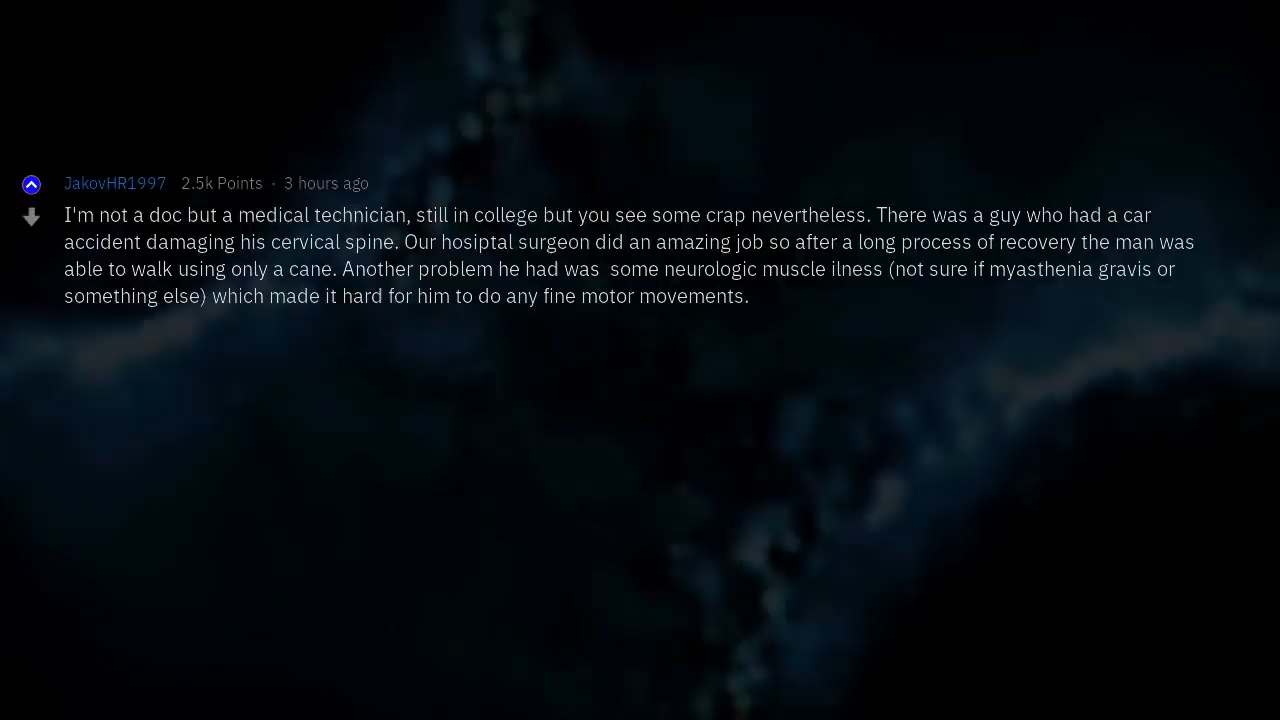 JakovHR1997 2.5k Points · 3 hours ago
I'm not a doc but a medical technician, still in college but you see some crap nevertheless. There was a guy who had a car
accident damaging his cervical spine. Our hosiptal surgeon did an amazing job so after a long process of recovery the man was
able to walk using only a cane. Another problem he had was  some neurologic muscle ilness (not sure if myasthenia gravis or
something else) which made it hard for him to do any fine motor movements.